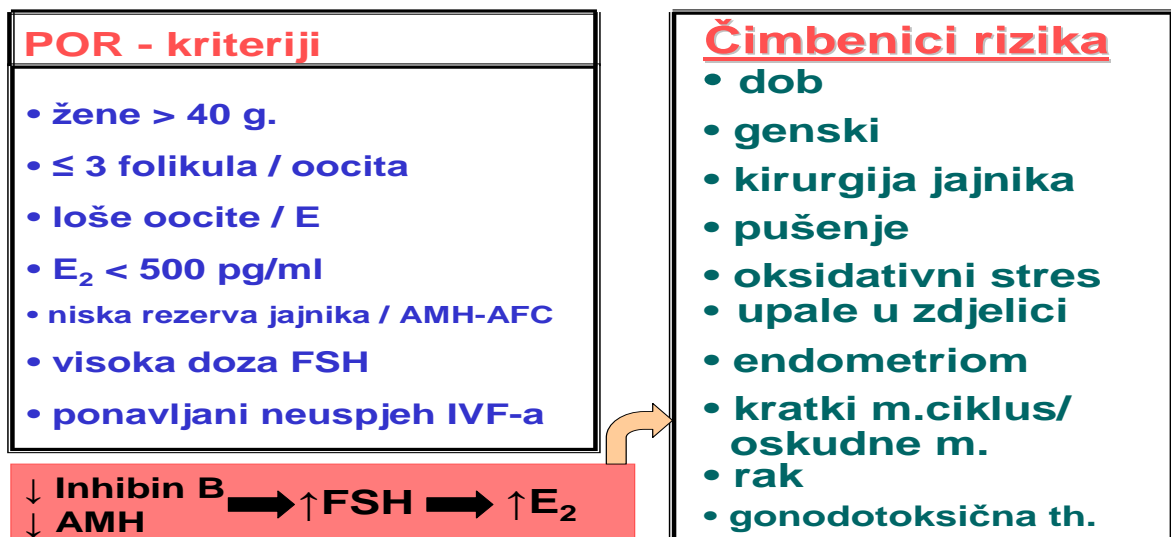 POR - kriteriji
• žene > 40 g.
• ≤ 3 folikula / oocita
• loše oocite / E
• E₂ < 500 pg/ml
• niska rezerva jajnika / AMH-AFC
• visoka doza FSH
• ponavljani neuspjeh IVF-a
↓ Inhibin B
↓ AMH
↑FSH
↑E₂
Čimbenici rizika
• dob
• genski
• kirurgija jajnika
• pušenje
• oksidativni stres
• upale u zdjelici
• endometriom
• kratki m.ciklus/
oskudne m.
• rak
• gonodotoksična th.